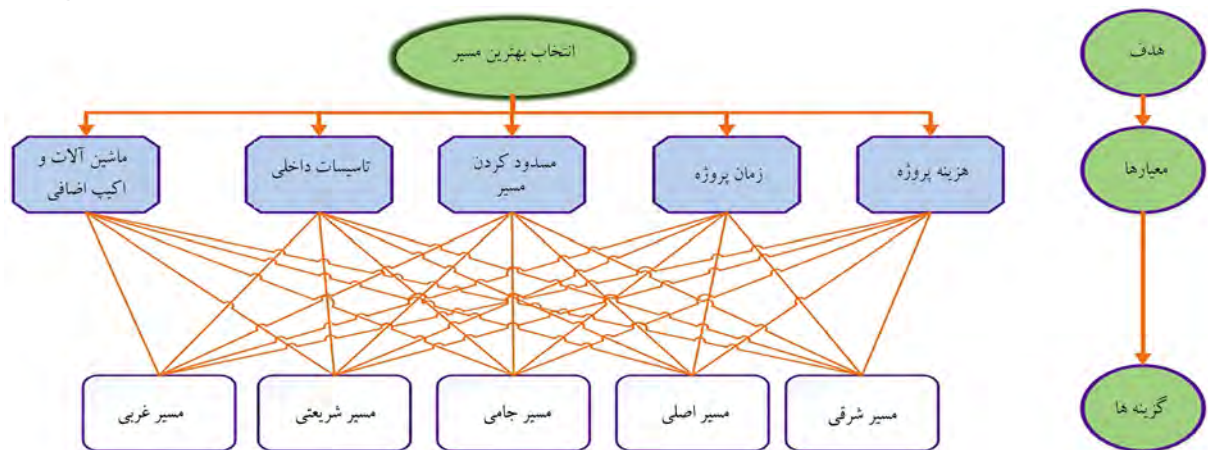 هدف
انتخاب بهترین مسیر
معیارها
هزینه پروژه
زمان پروژه
مسدود کردن
مسیر
تاسیسات داخلی
ماشین آلات و
اکیپ اضافی
گزینه ها
مسیر شرقی
مسیر اصلی
مسیر جامی
مسیر شریعتی
مسیر غربی